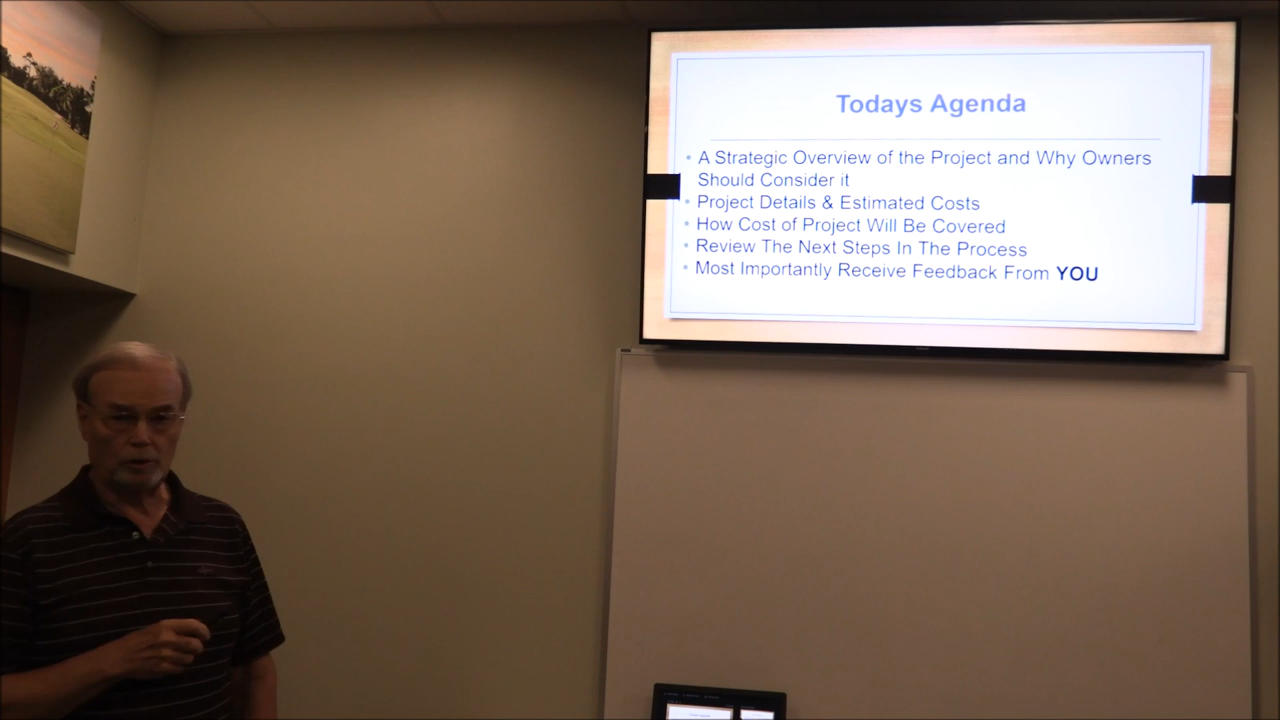 Todays Agenda
• A Strategic Overview of the Project and Why Owners
Should Consider it
• Project Details & Estimated Costs
• How Cost of Project Will Be Covered
• Review The Next Steps In The Process
• Most Importantly Receive Feedback From YOU